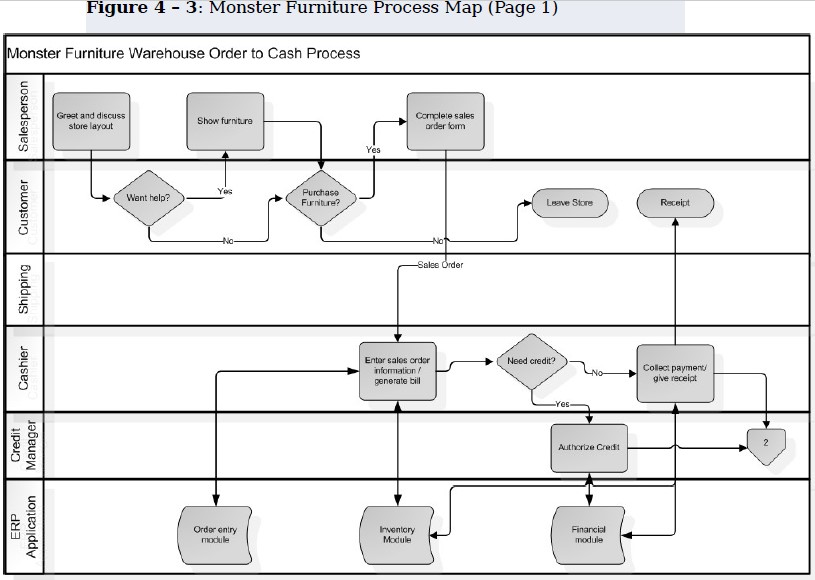 Figure 4 – 3: Monster Furniture Process Map (Page 1)
Monster Furniture Warehouse Order to Cash Process
Salesperson
Greet and discuss
store layout
Show furniture
Complete sales
order form
Yes
Customer
Want help?
Yes
Purchase
Furniture?
Leave Store
Receipt
No
No
Shipping
Sales Order
Cashier
Enter sales order
information /
generate bill
Need credit?
No
Collect payment/
give receipt
Yes
Credit
Manager
Authorize Credit
2
ERP
Application
Order entry
module
Inventory
Module
Financial
module